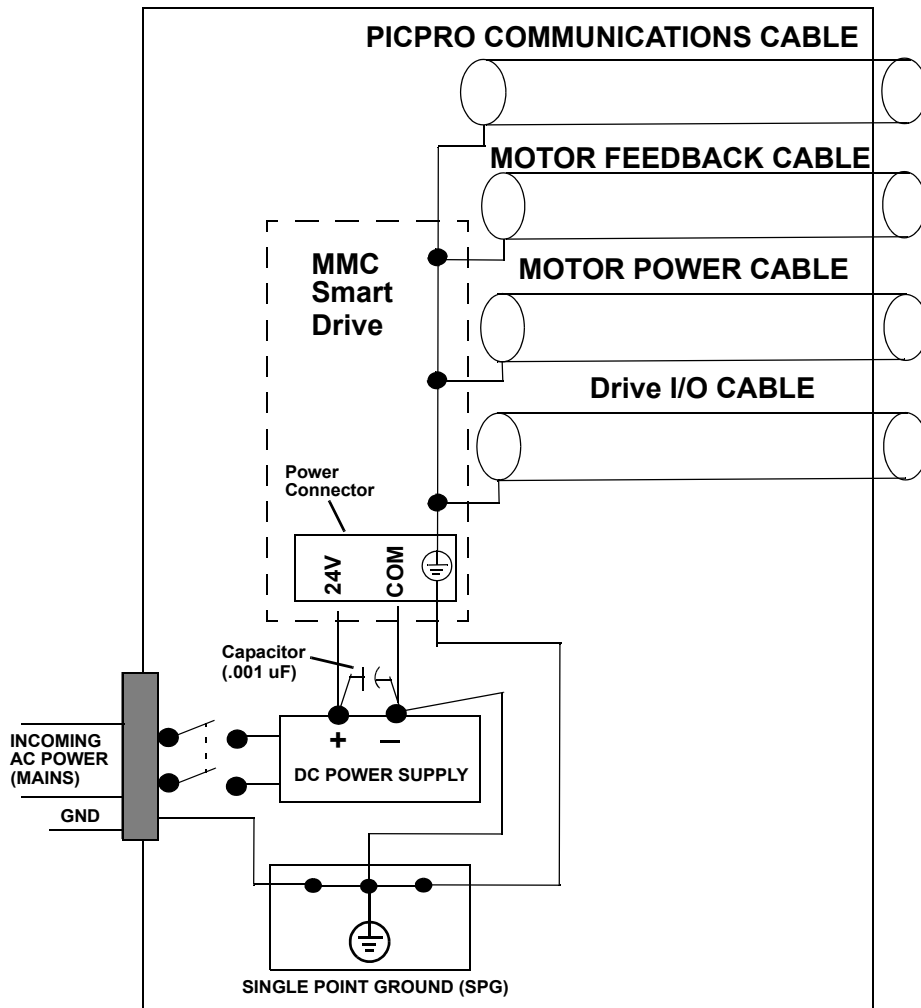 PICPRO COMMUNICATIONS CABLE
MOTOR FEEDBACK CABLE
MMC
Smart
Drive
MOTOR POWER CABLE
Drive I/O CABLE
Power
Connector
24V
COM
Capacitor
(.001 uF)
INCOMING
AC POWER
(MAINS)
GND
+
–
DC POWER SUPPLY
SINGLE POINT GROUND (SPG)